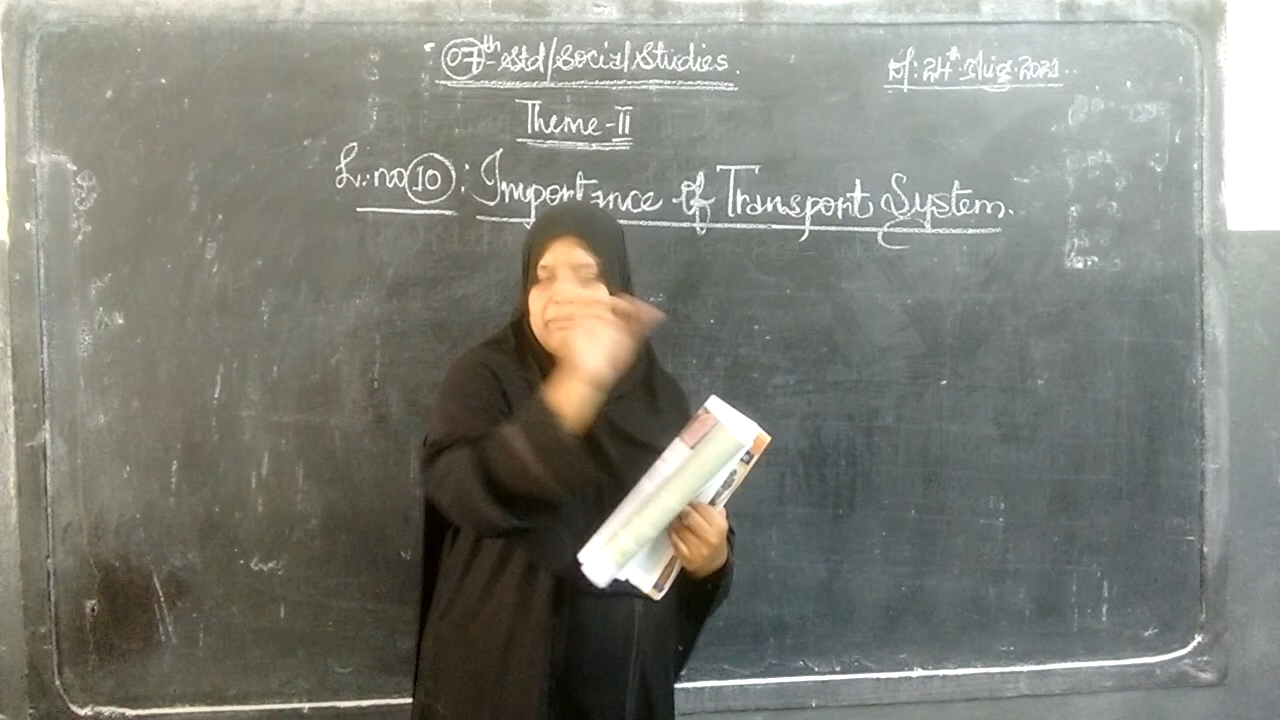 07th Std/Social Studies.
Dt: 24th Aug. 2021.
Theme-II
L.no 10: Importance of Transport System.